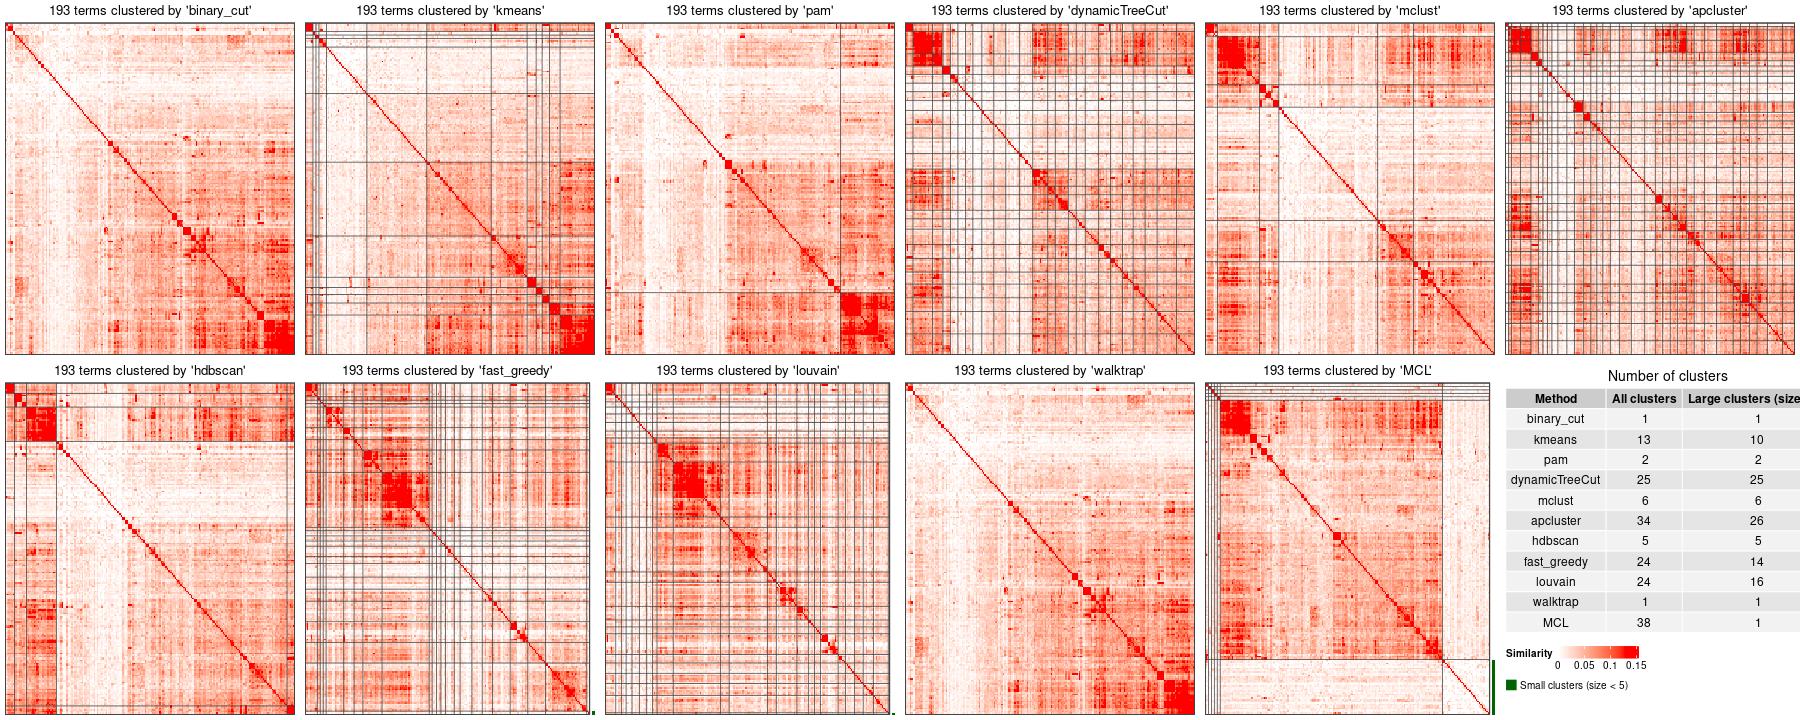 193 terms clustered by 'binary_cut'
193 terms clustered by 'kmeans'
193 terms clustered by 'pam'
193 terms clustered by 'dynamicTreeCut'
193 terms clustered by 'mclust'
193 terms clustered by 'apcluster'
193 terms clustered by 'hdbscan'
193 terms clustered by 'fast_greedy'
193 terms clustered by 'louvain'
193 terms clustered by 'walktrap'
193 terms clustered by 'MCL'
Number of clusters
Method All clusters Large clusters (size
binary_cut 1 1
kmeans 13 10
pam 2 2
dynamicTreeCut 25 25
mclust 6 6
apcluster 34 26
hdbscan 5 5
fast_greedy 24 14
louvain 24 16
walktrap 1 1
MCL 38 1
Similarity
0 0.05 0.1 0.15
Small clusters (size < 5)